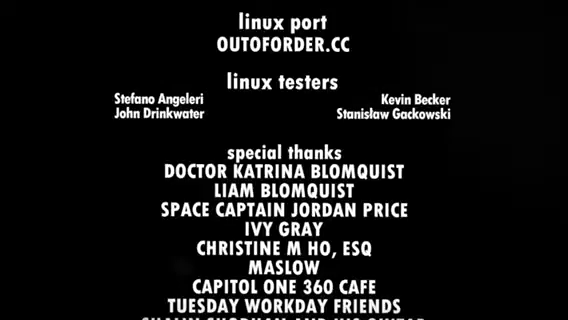 linux port
OUTOFORDER.CC
linux testers
Stefano Angeleri Kevin Becker
John Drinkwater Stanisław Gackowski
special thanks
DOCTOR KATRINA BLOMQUIST
LIAM BLOMQUIST
SPACE CAPTAIN JORDAN PRICE
IVY GRAY
CHRISTINE M HO, ESQ
MASLOW
CAPITOL ONE 360 CAFE
TUESDAY WORKDAY FRIENDS